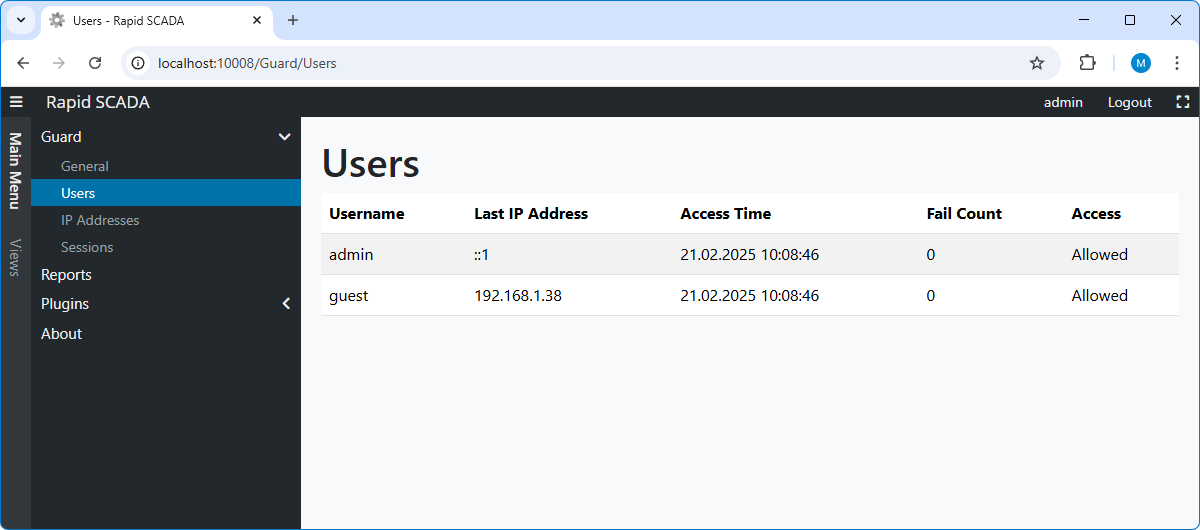 Users - Rapid SCADA
localhost:10008/Guard/Users
M
Rapid SCADA
admin
Logout
Main Menu
Views
Guard
General
Users
IP Addresses
Sessions
Reports
Plugins
About
Users
Username Last IP Address Access Time Fail Count Access
admin ::1 21.02.2025 10:08:46 0 Allowed
guest 192.168.1.38 21.02.2025 10:08:46 0 Allowed